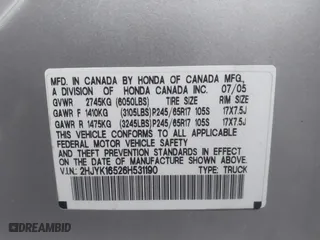 MFD. IN CANADA BY HONDA OF CANADA MFG.,
A DIVISION OF HONDA CANADA INC. 07/05
GVWR 2745KG (6050LBS) TIRE SIZE RIM SIZE
GAWR F 1410KG (3105LBS) P245/65R17 105S 17X7.5J
GAWR R 1475KG (3245LBS) P245/65R17 105S 17X7.5J
THIS VEHICLE CONFORMS TO ALL APPLICABLE
FEDERAL MOTOR VEHICLE SAFETY
AND THEFT PREVENTION STANDARDS IN EFFECT
ON THE DATE OF MANUFACTURE SHOWN ABOVE.
V.I.N.: 2HJYK16526H531190 TYPE: TRUCK